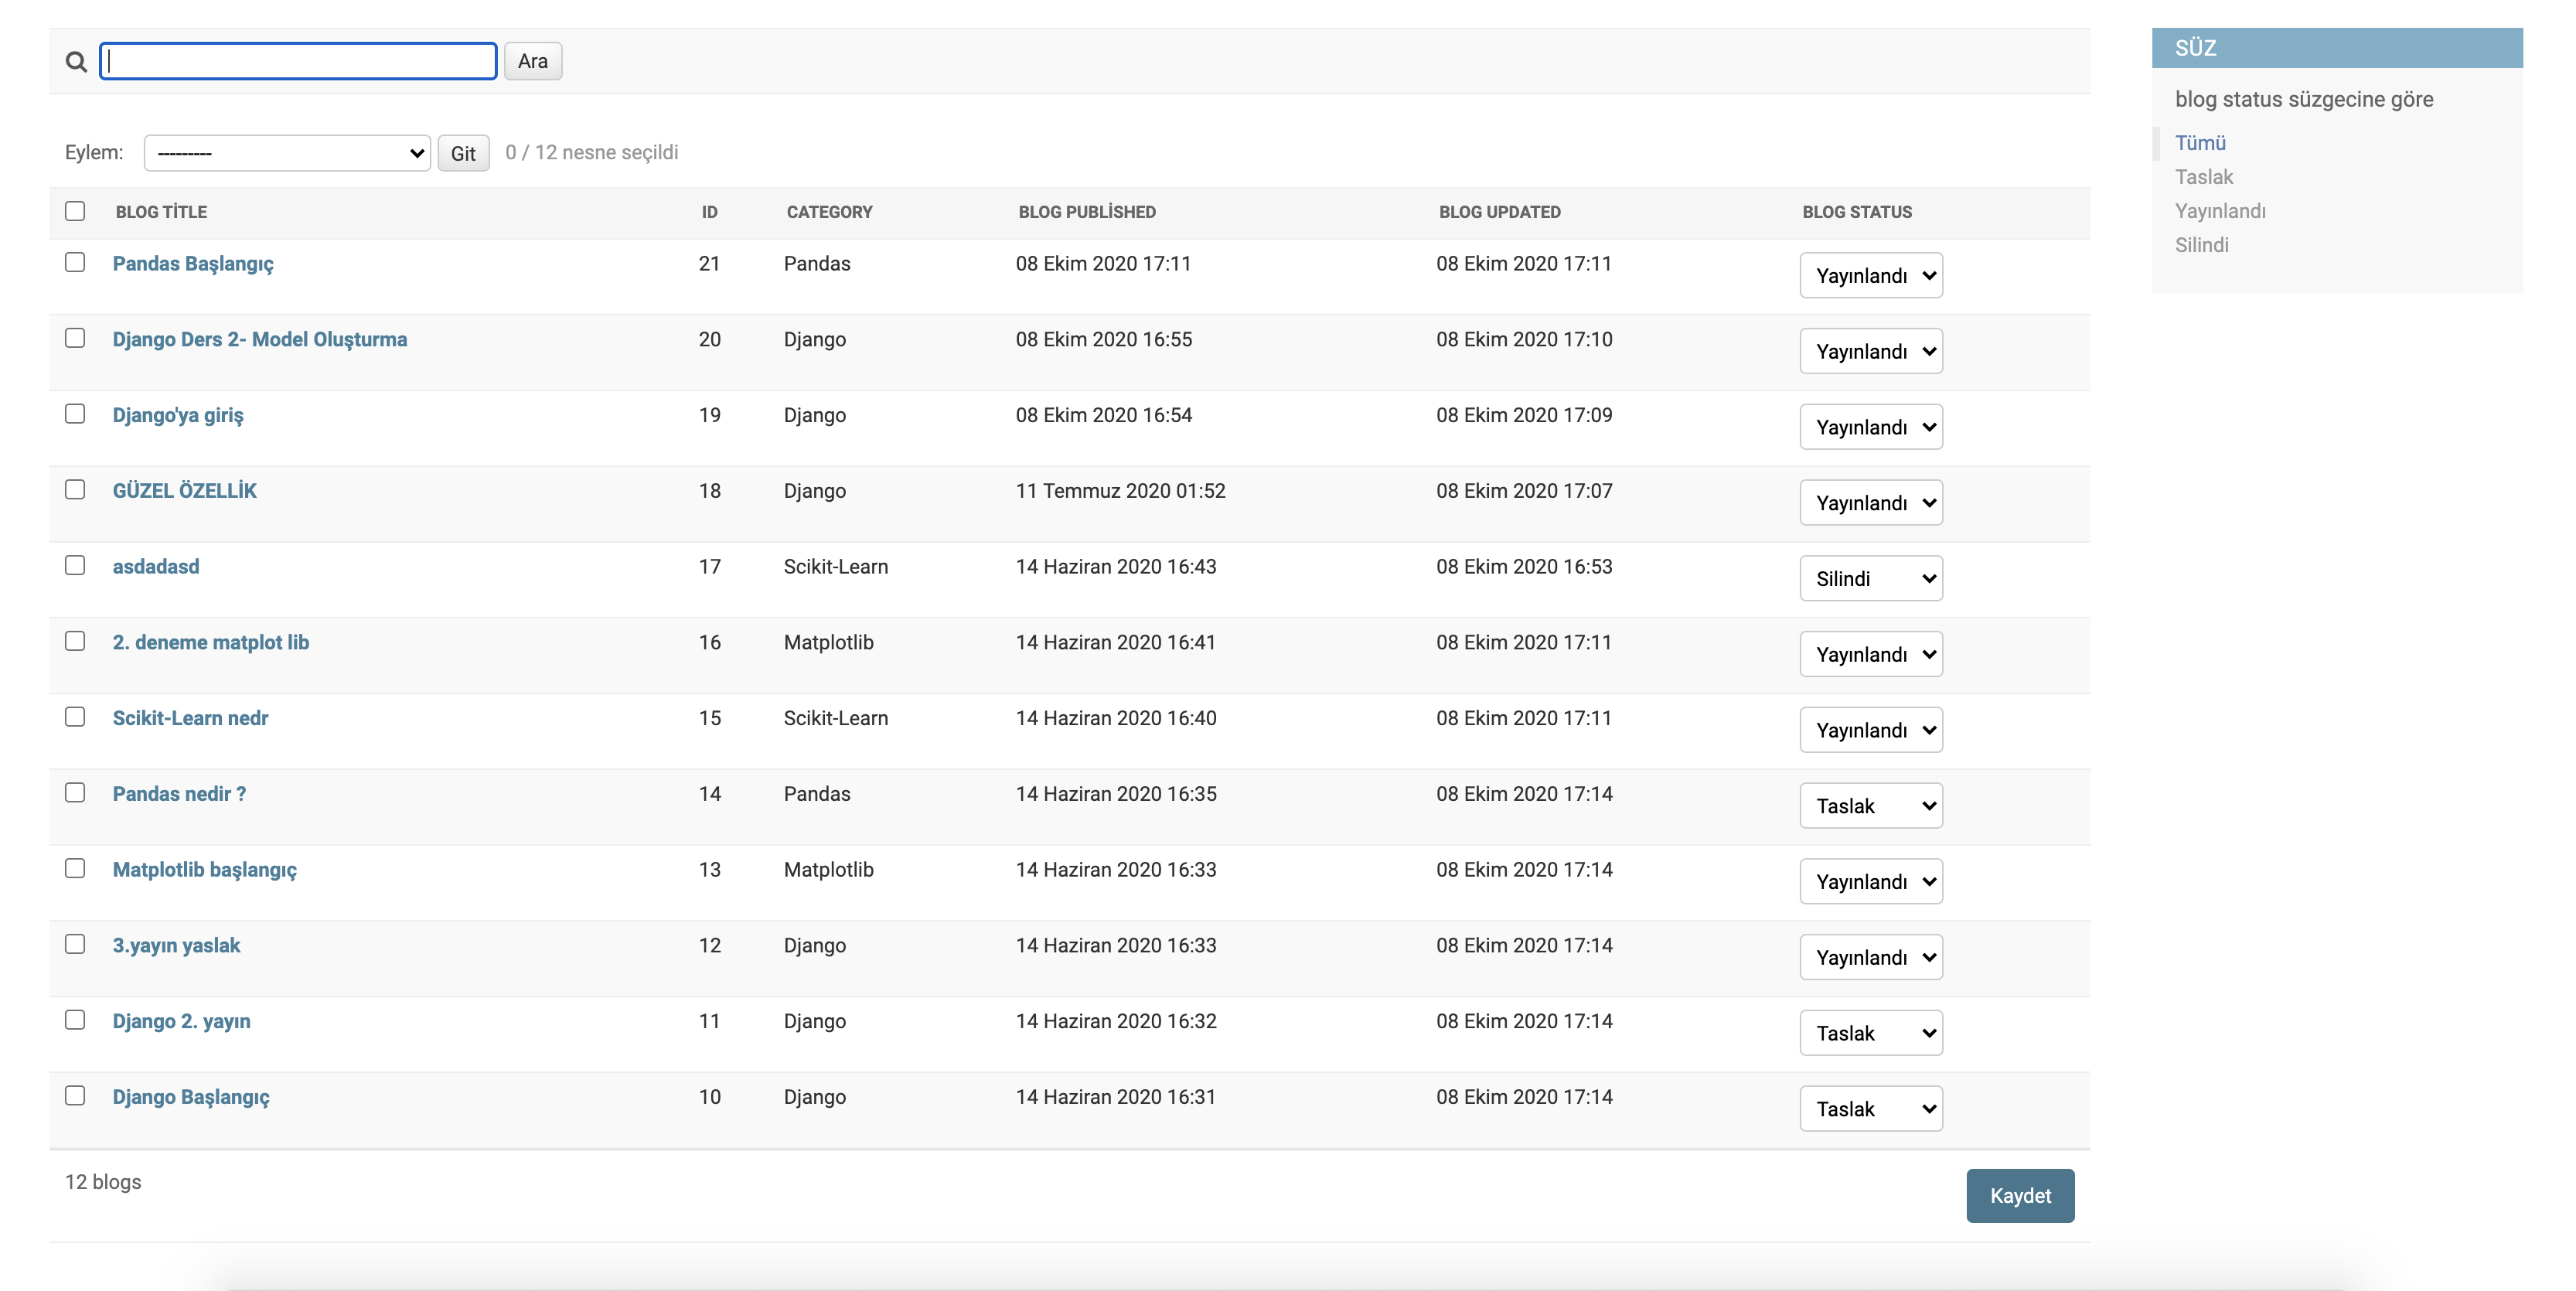 Ara
Eylem: --------- Git 0 / 12 nesne seçildi
BLOG TİTLE ID CATEGORY BLOG PUBLİSHED BLOG UPDATED BLOG STATUS
Pandas Başlangıç 21 Pandas 08 Ekim 2020 17:11 08 Ekim 2020 17:11 Yayınlandı
Django Ders 2- Model Oluşturma 20 Django 08 Ekim 2020 16:55 08 Ekim 2020 17:10 Yayınlandı
Django'ya giriş 19 Django 08 Ekim 2020 16:54 08 Ekim 2020 17:09 Yayınlandı
GÜZEL ÖZELLİK 18 Django 11 Temmuz 2020 01:52 08 Ekim 2020 17:07 Yayınlandı
asdadasd 17 Scikit-Learn 14 Haziran 2020 16:43 08 Ekim 2020 16:53 Silindi
2. deneme matplot lib 16 Matplotlib 14 Haziran 2020 16:41 08 Ekim 2020 17:11 Yayınlandı
Scikit-Learn nedr 15 Scikit-Learn 14 Haziran 2020 16:40 08 Ekim 2020 17:11 Yayınlandı
Pandas nedir ? 14 Pandas 14 Haziran 2020 16:35 08 Ekim 2020 17:14 Taslak
Matplotlib başlangıç 13 Matplotlib 14 Haziran 2020 16:33 08 Ekim 2020 17:14 Yayınlandı
3.yayın yaslak 12 Django 14 Haziran 2020 16:33 08 Ekim 2020 17:14 Yayınlandı
Django 2. yayın 11 Django 14 Haziran 2020 16:32 08 Ekim 2020 17:14 Taslak
Django Başlangıç 10 Django 14 Haziran 2020 16:31 08 Ekim 2020 17:14 Taslak
12 blogs
Kaydet
SÜZ
blog status süzgecine göre
Tümü
Taslak
Yayınlandı
Silindi